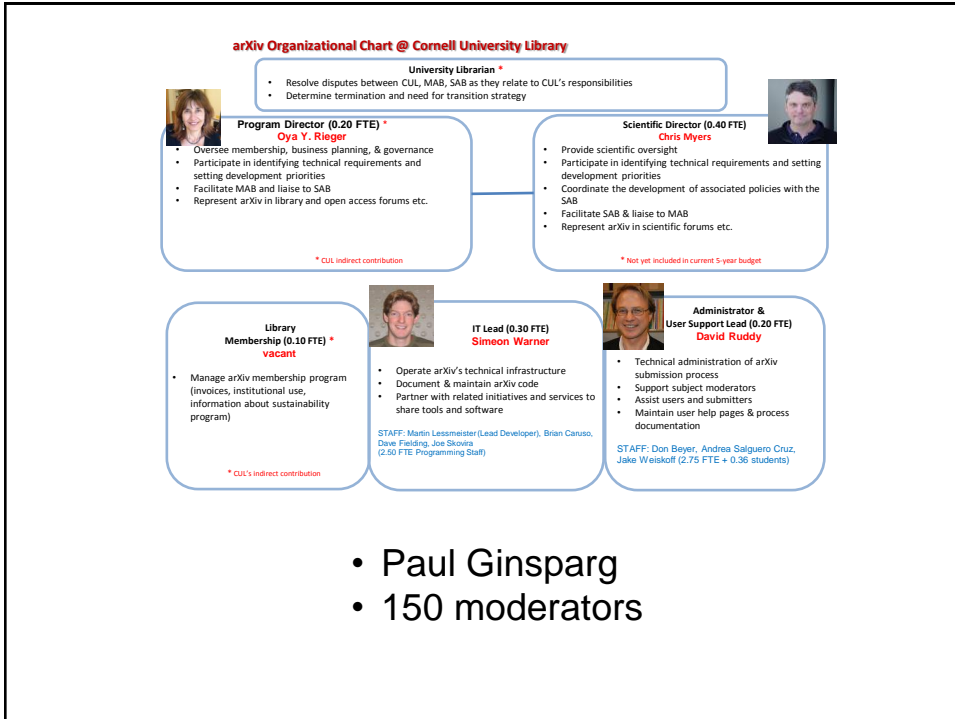 arXiv Organizational Chart @ Cornell University Library
University Librarian *
• Resolve disputes between CUL, MAB, SAB as they relate to CUL's responsibilities
• Determine termination and need for transition strategy
Program Director (0.20 FTE) *
Oya Y. Rieger
• Oversee membership, business planning, & governance
• Participate in identifying technical requirements and
setting development priorities
• Facilitate MAB and liaise to SAB
• Represent arXiv in library and open access forums etc.
* CUL indirect contribution
Scientific Director (0.40 FTE)
Chris Myers
• Provide scientific oversight
• Participate in identifying technical requirements and setting
development priorities
• Coordinate the development of associated policies with the
SAB
• Facilitate SAB & liaise to MAB
• Represent arXiv in scientific forums etc.
* Not yet included in current 5-year budget
Library
Membership (0.10 FTE) *
vacant
• Manage arXiv membership program
(invoices, institutional use,
information about sustainability
program)
* CUL's indirect contribution
IT Lead (0.30 FTE)
Simeon Warner
• Operate arXiv's technical infrastructure
• Document & maintain arXiv code
• Partner with related initiatives and services to
share tools and software
STAFF: Martin Lessmeister (Lead Developer), Brian Caruso,
Dave Fielding, Joe Skovira
(2.50 FTE Programming Staff)
Administrator &
User Support Lead (0.20 FTE)
David Ruddy
• Technical administration of arXiv
submission process
• Support subject moderators
• Assist users and submitters
• Maintain user help pages & process
documentation
STAFF: Don Beyer, Andrea Salguero Cruz,
Jake Weiskoff (2.75 FTE + 0.36 students)
• Paul Ginsparg
• 150 moderators